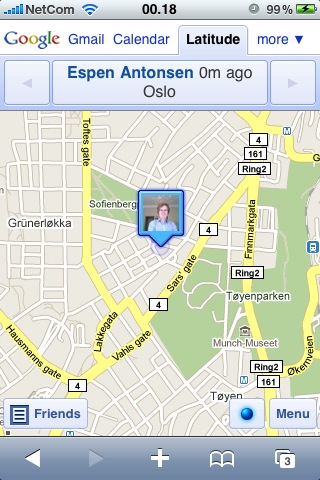 NetCom 00.18 99%
Google Gmail Calendar Latitude more ▼
Espen Antonsen 0m ago
Oslo
Toftes gate
4
161
Ring2
Sofienberg
Grünerløkka
4
Finnmarkgata
Ring2
Sars' gate
Tøyenparken
4
Lakkegata
Munch-Museet
Vahls gate
Hausmanns gate
Økernveien
Ring2
161
4
Tøyen
Friends
Menu
3